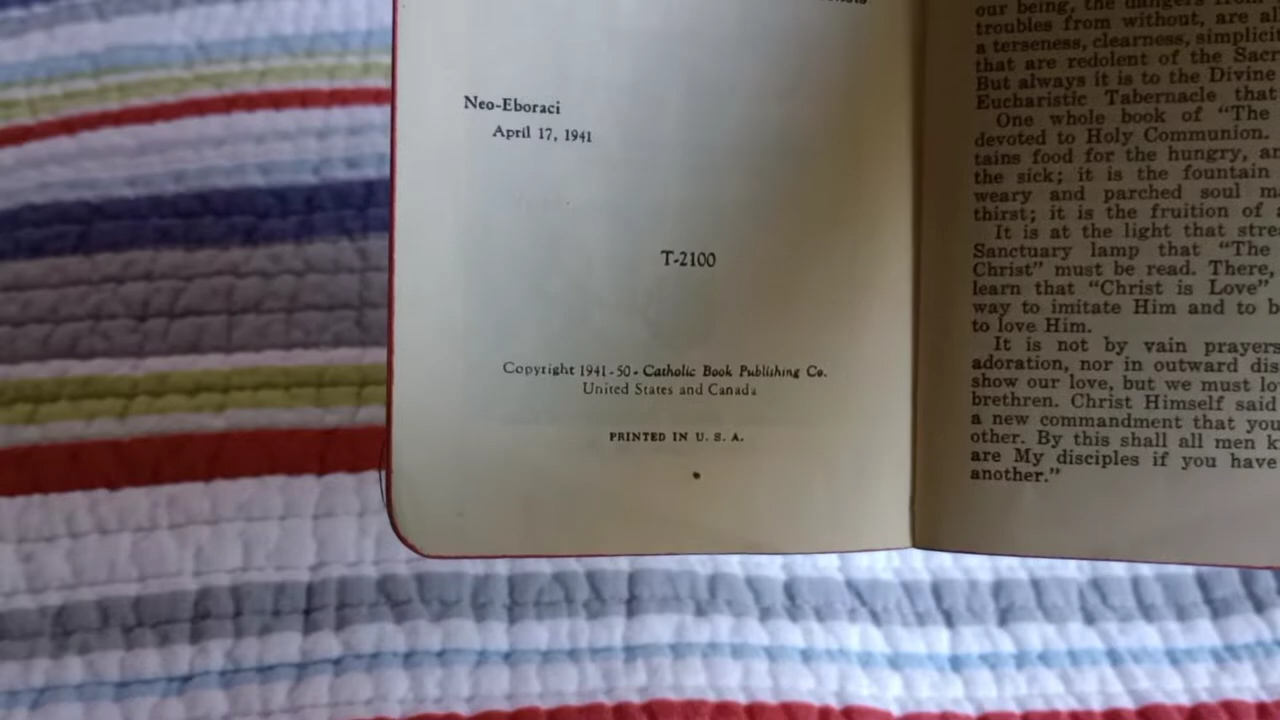 Neo-Eboraci
April 17, 1941
T-2100
Copyright 1941-50 - Catholic Book Publishing Co.
United States and Canada
PRINTED IN U. S. A.
our being, the dangers from
troubles from without, are al
a terseness, clearness, simplicit
that are redolent of the Sacr
But always it is to the Divine
Eucharistic Tabernacle that
One whole book of “The
devoted to Holy Communion.
tains food for the hungry, an
the sick; it is the fountain
weary and parched soul m
thirst; it is the fruition of
It is at the light that stre
Sanctuary lamp that “The
Christ” must be read. There,
learn that “Christ is Love”
way to imitate Him and to b
to love Him.
It is not by vain prayers
adoration, nor in outward dis
show our love, but we must lo
brethren. Christ Himself said
a new commandment that you
other. By this shall all men k
are My disciples if you have
another.”